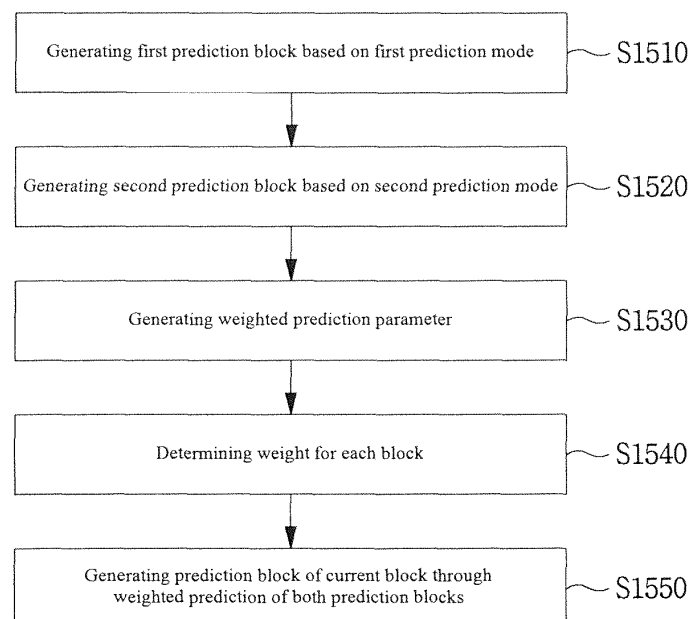 Generating first prediction block based on first prediction mode
S1510
Generating second prediction block based on second prediction mode
S1520
Generating weighted prediction parameter
S1530
Determining weight for each block
S1540
Generating prediction block of current block through
weighted prediction of both prediction blocks
S1550